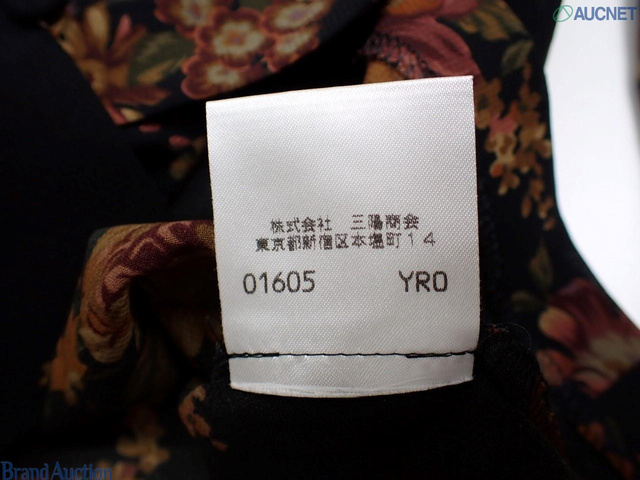 AUCNET
株式会社 三陽商会
東京都新宿区本塩町14
01605 YRO
Brand Auction